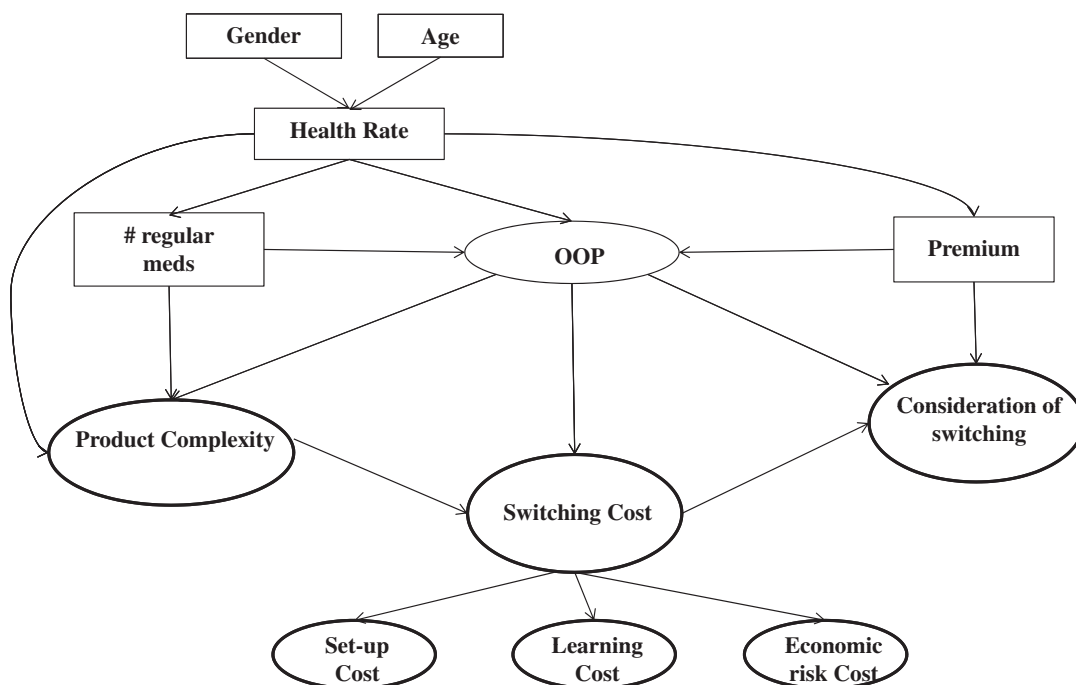 Gender
Age
Health Rate
# regular
meds
OOP
Premium
Product Complexity
Consideration of
switching
Switching Cost
Set-up
Cost
Learning
Cost
Economic
risk Cost